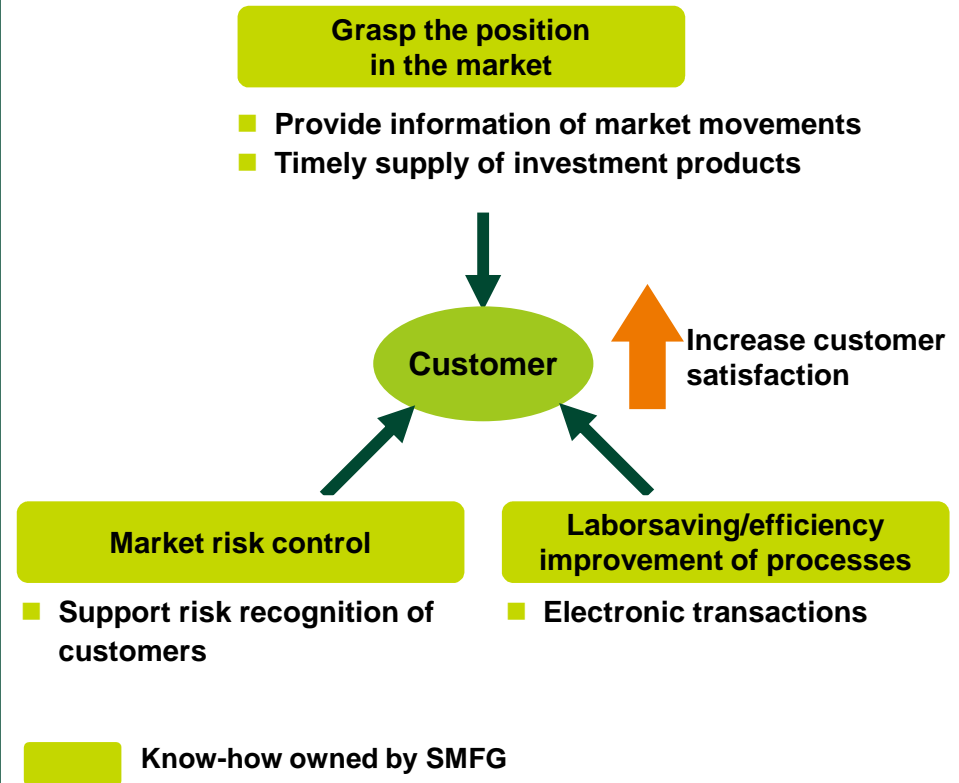 Grasp the position
in the market
Provide information of market movements
Timely supply of investment products
Customer
Increase customer
satisfaction
Market risk control
Support risk recognition of
customers
Laborsaving/efficiency
improvement of processes
Electronic transactions
Know-how owned by SMFG